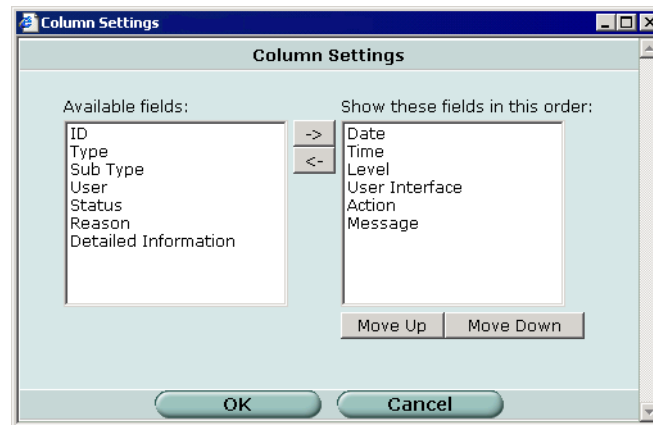 Column Settings
Column Settings
Available fields:
ID
Type
Sub Type
User
Status
Reason
Detailed Information
->
<-
Show these fields in this order:
Date
Time
Level
User Interface
Action
Message
Move Up
Move Down
OK
Cancel